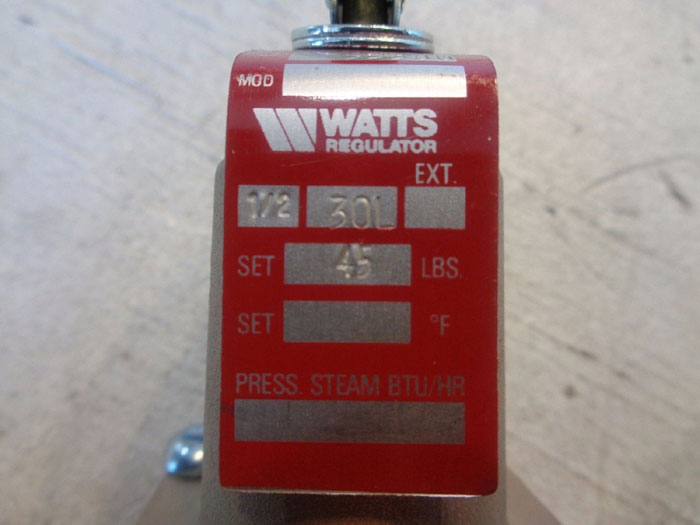 MOD
WATTS
REGULATOR
EXT.
1/2 30L
SET 45 LBS.
SET °F
PRESS. STEAM BTU/HR